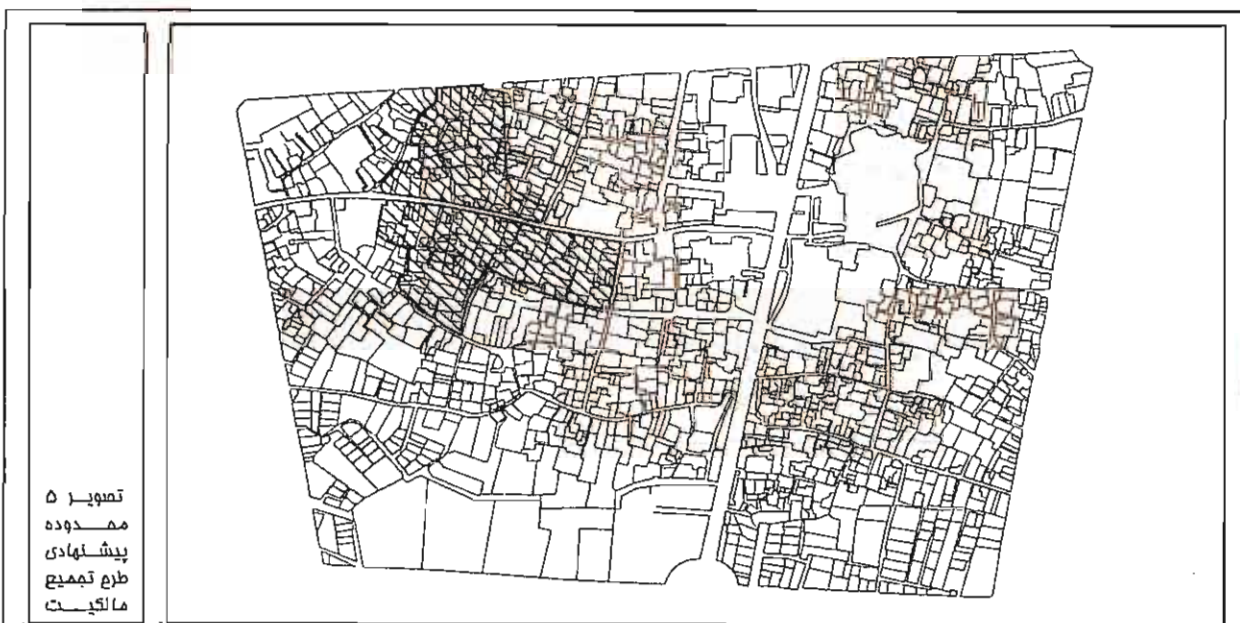 تصویر ۵
محدوده
پیشنهادی
طرح تجمیع
مالکیت